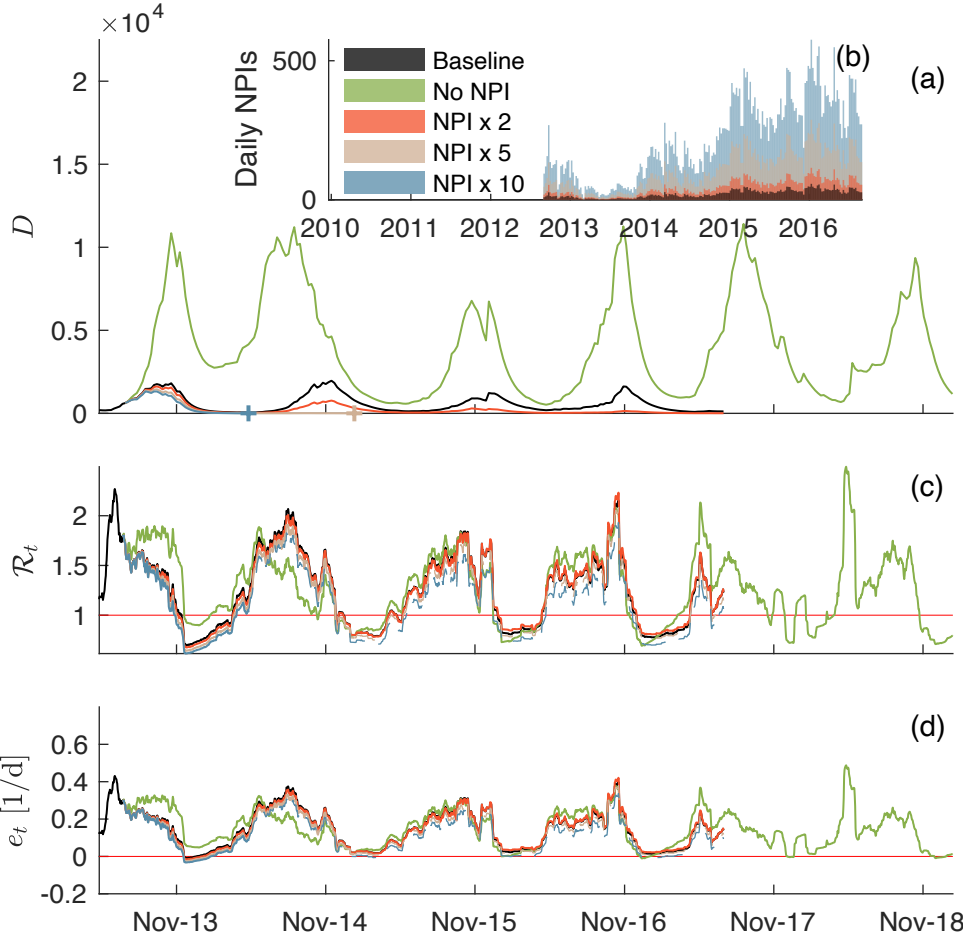 ×10⁴
(a)
(b)
500
0
Daily NPIs
Baseline
No NPI
NPI x 2
NPI x 5
NPI x 10
2010 2011 2012 2013 2014 2015 2016
2
1.5
1
0.5
0
D
(c)
2
1.5
1
ℛₜ
(d)
0.6
0.4
0.2
0
-0.2
eₜ [1/d]
Nov-13 Nov-14 Nov-15 Nov-16 Nov-17 Nov-18